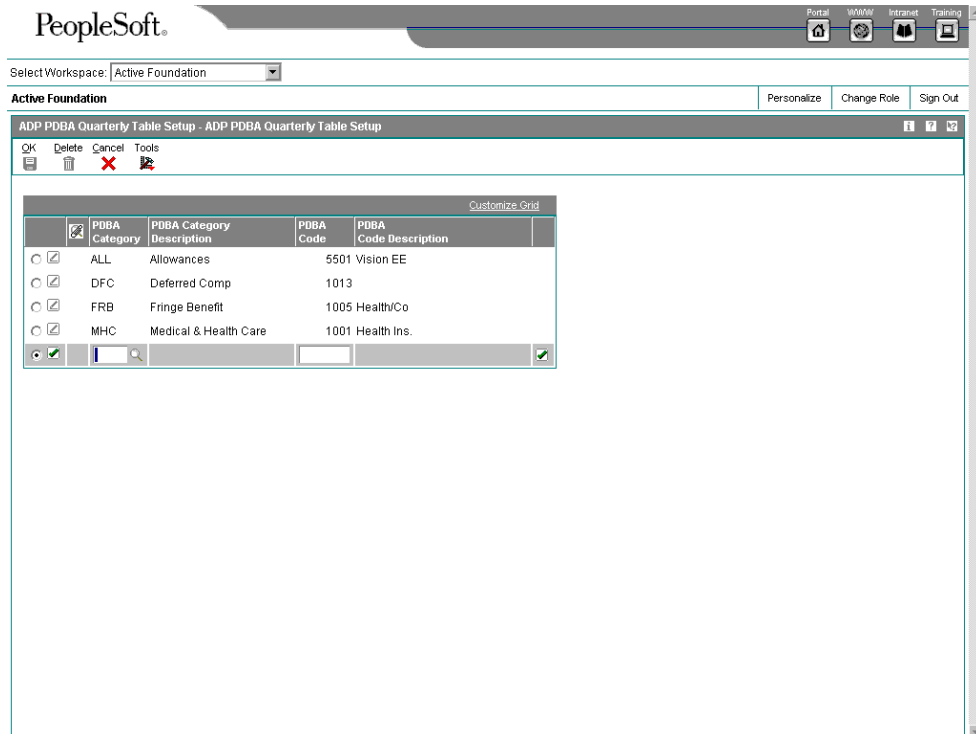 PeopleSoft®
Portal WWW Intranet Training
Select Workspace: Active Foundation
Active Foundation Personalize Change Role Sign Out
ADP PDBA Quarterly Table Setup - ADP PDBA Quarterly Table Setup
OK Delete Cancel Tools
Customize Grid
PDBA Category PDBA Category Description PDBA Code PDBA Code Description
ALL Allowances 5501 Vision EE
DFC Deferred Comp 1013
FRB Fringe Benefit 1005 Health/Co
MHC Medical & Health Care 1001 Health Ins.